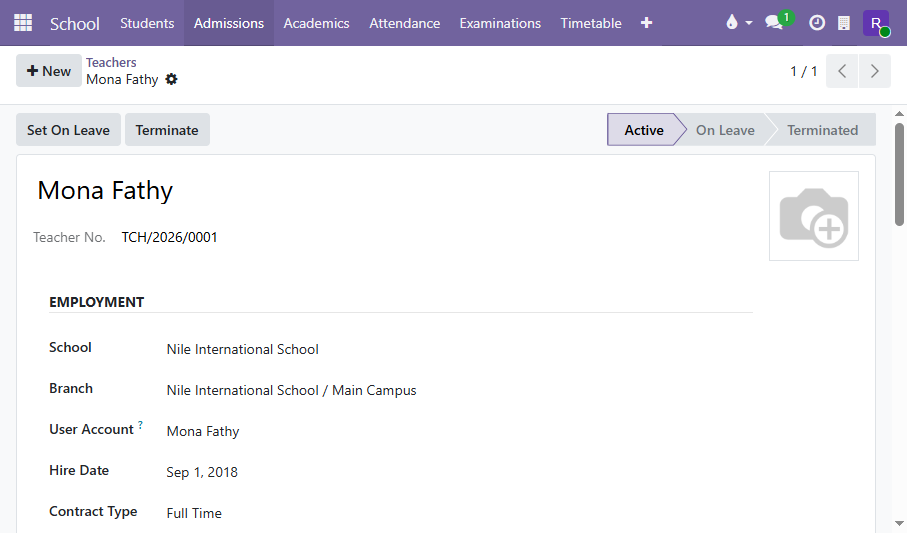 School Students Admissions Academics Attendance Examinations Timetable 1 R
New Teachers
Mona Fathy
1 / 1
Set On Leave Terminate Active On Leave Terminated
Mona Fathy
Teacher No. TCH/2026/0001
EMPLOYMENT
School Nile International School
Branch Nile International School / Main Campus
User Account ? Mona Fathy
Hire Date Sep 1, 2018
Contract Type Full Time